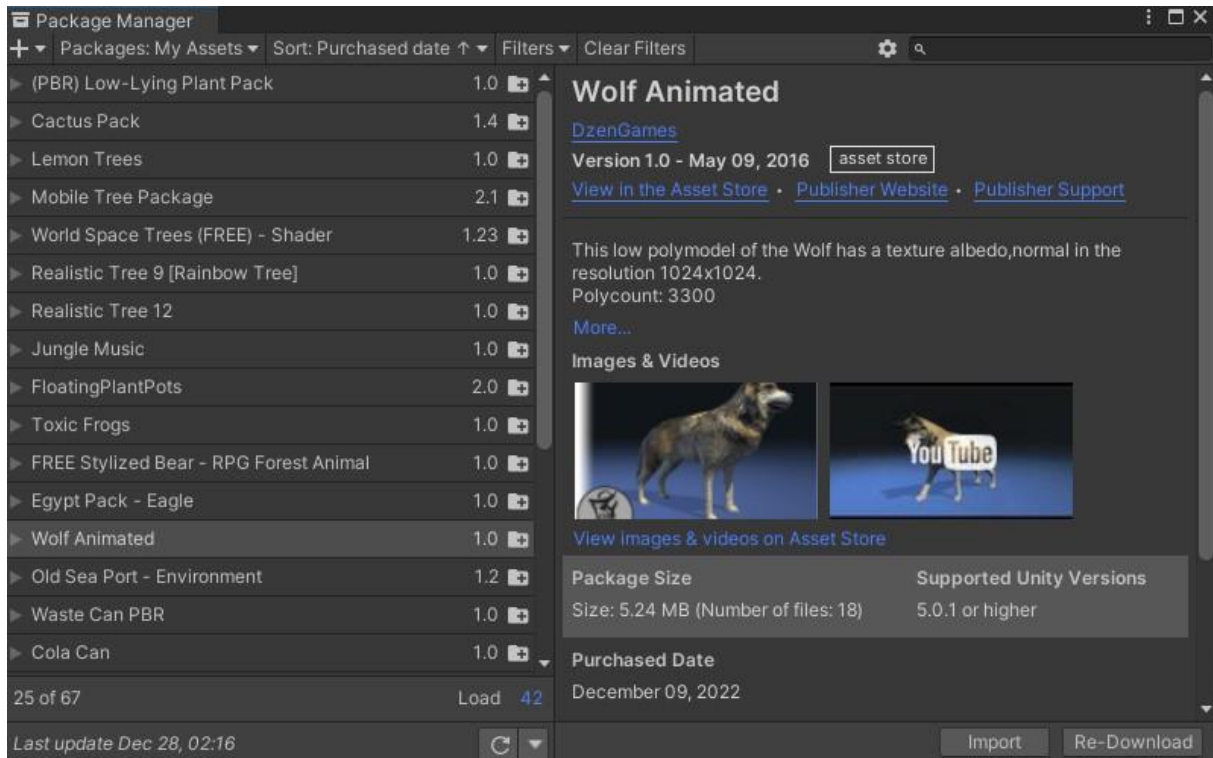 Package Manager
Packages: My Assets Sort: Purchased date ↑ Filters Clear Filters
(PBR) Low-Lying Plant Pack 1.0
Cactus Pack 1.4
Lemon Trees 1.0
Mobile Tree Package 2.1
World Space Trees (FREE) - Shader 1.23
Realistic Tree 9 [Rainbow Tree] 1.0
Realistic Tree 12 1.0
Jungle Music 1.0
FloatingPlantPots 2.0
Toxic Frogs 1.0
FREE Stylized Bear - RPG Forest Animal 1.0
Egypt Pack - Eagle 1.0
Wolf Animated 1.0
Old Sea Port - Environment 1.2
Waste Can PBR 1.0
Cola Can 1.0
25 of 67 Load 42
Last update Dec 28, 02:16
Wolf Animated
DzenGames
Version 1.0 - May 09, 2016 asset store
View in the Asset Store • Publisher Website • Publisher Support
This low polymodel of the Wolf has a texture albedo,normal in the
resolution 1024x1024.
Polycount: 3300
More...
Images & Videos
YouTube
View images & videos on Asset Store
Package Size Supported Unity Versions
Size: 5.24 MB (Number of files: 18) 5.0.1 or higher
Purchased Date
December 09, 2022
Import Re-Download